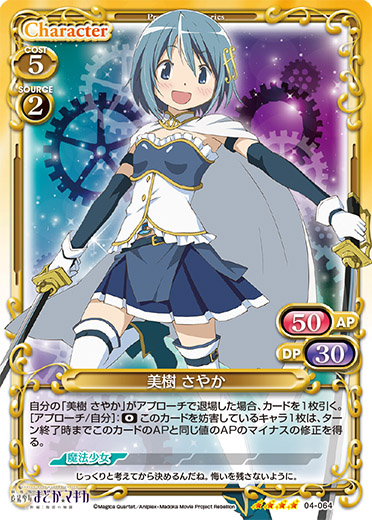 Character
COST
5
SOURCE
2
50 AP
DP 30
美樹 さやか
自分の「美樹 さやか」がアプローチで退場した場合、カードを1枚引く。
［アプローチ/自分］：このカードを妨害しているキャラ1枚は、ター
ン終了時までこのカードのAPと同じ値のAPのマイナスの修正を得
る。
魔法少女
じっくりと考えてから決めるんだね。悔いを残さないように。
まどか☆マギカ
©Magica Quartet/Aniplex・Madoka Movie Project Rebellion
04-064